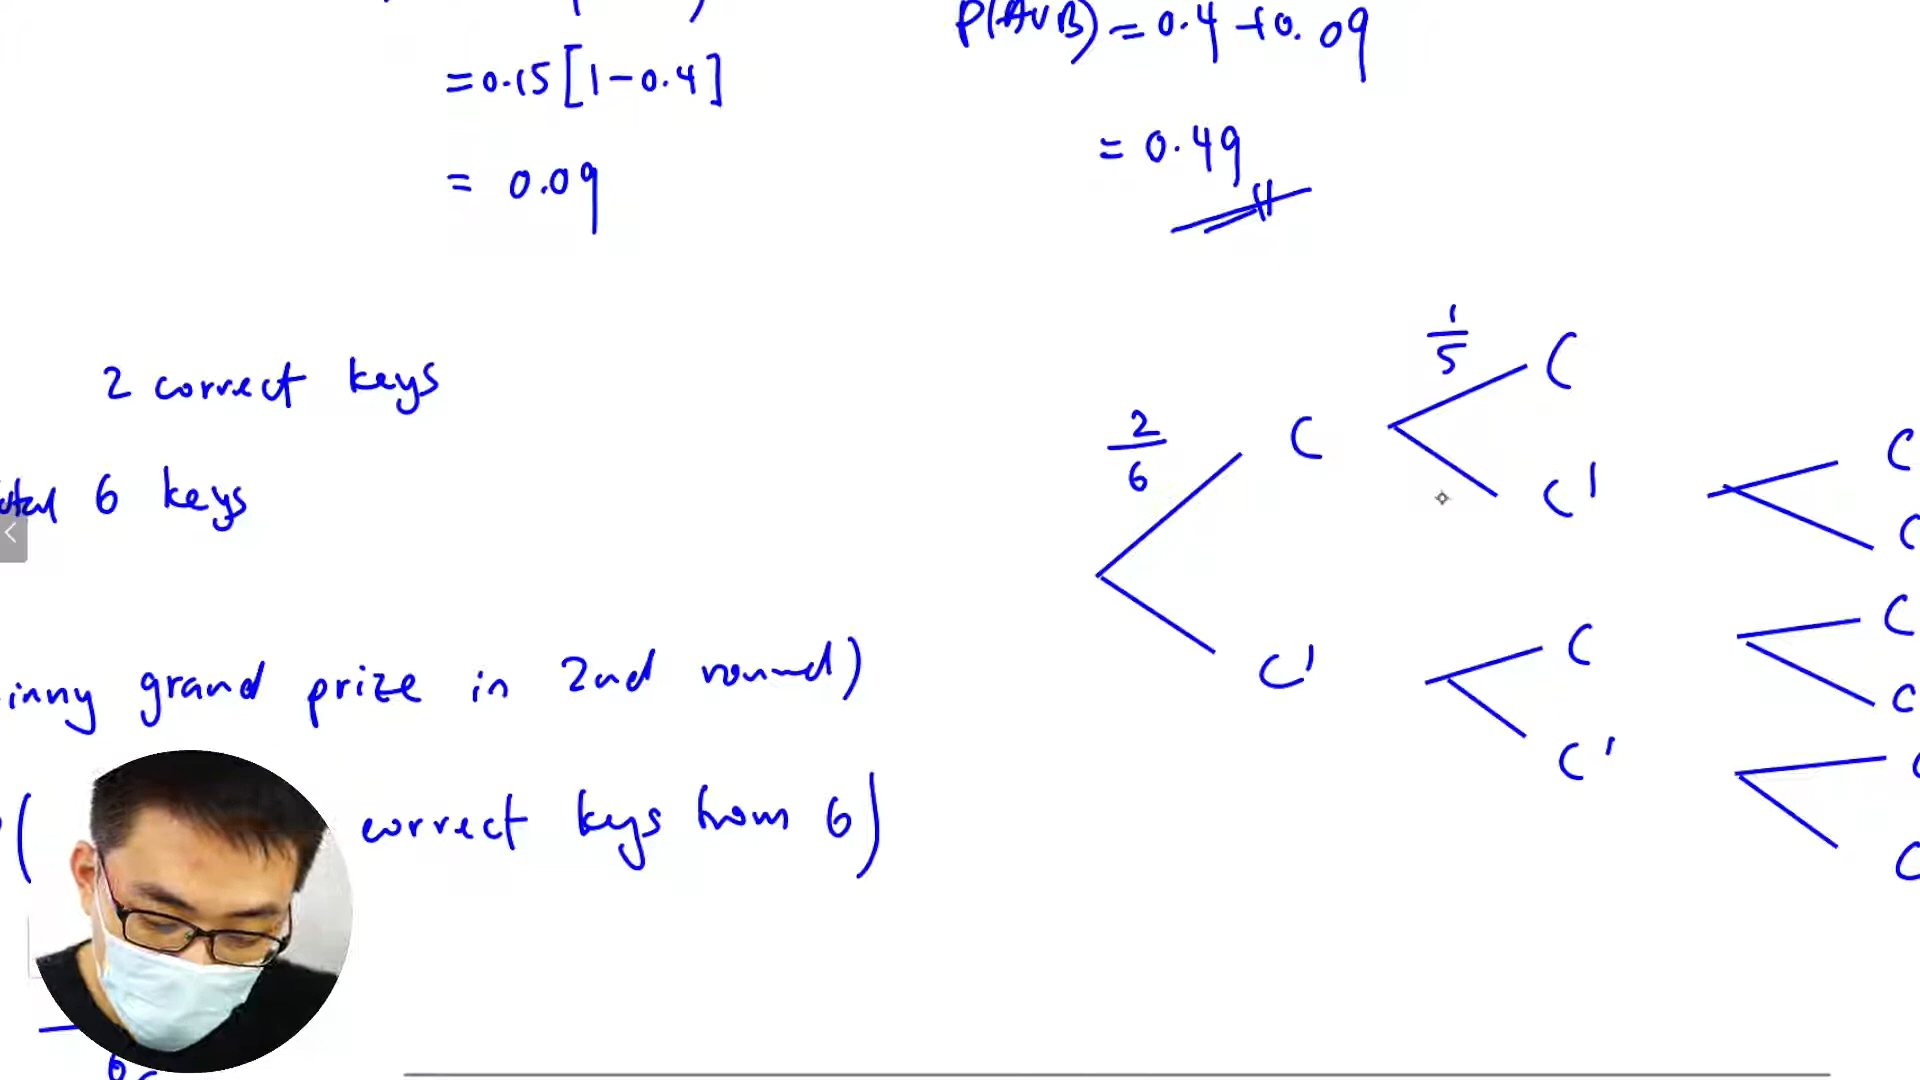 = 0.15 [1 - 0.4]
= 0.09
P(A∪B) = 0.4 + 0.09
= 0.49
2 correct keys
6 keys
grand prize in 2nd round)
correct keys from 6)
2/6
C
C'
1/5
C
C'
C
C'
C
C
C
C
C